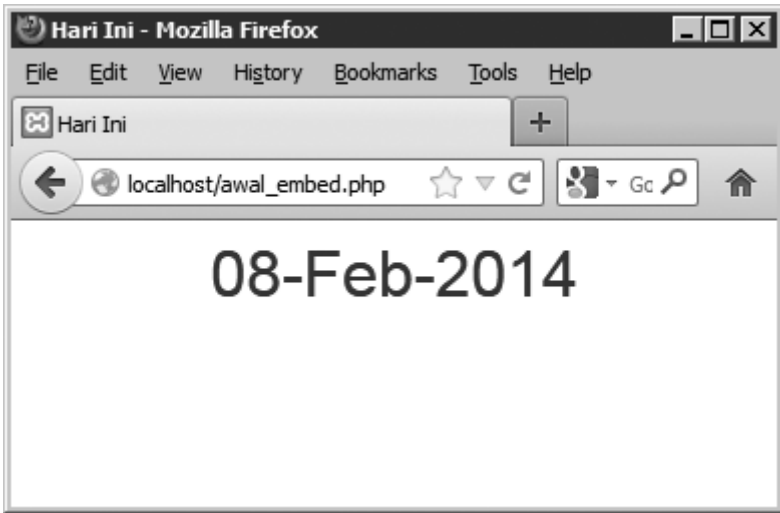 Hari Ini - Mozilla Firefox
File Edit View History Bookmarks Tools Help
Hari Ini
localhost/awal_embed.php Go
08-Feb-2014